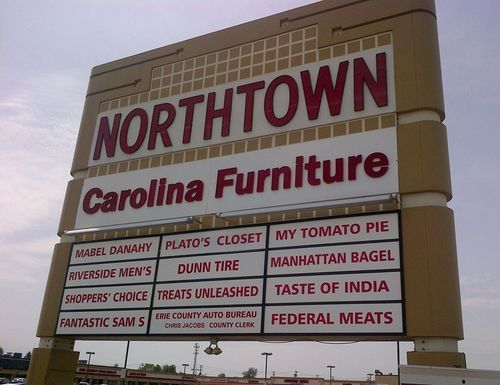 NORTHTOWN
Carolina Furniture
MABEL DANAHY
RIVERSIDE MEN'S
SHOPPERS' CHOICE
FANTASTIC SAM S
PLATO'S CLOSET
DUNN TIRE
TREATS UNLEASHED
ERIE COUNTY AUTO BUREAU
CHRIS JACOBS COUNTY CLERK
MY TOMATO PIE
MANHATTAN BAGEL
TASTE OF INDIA
FEDERAL MEATS